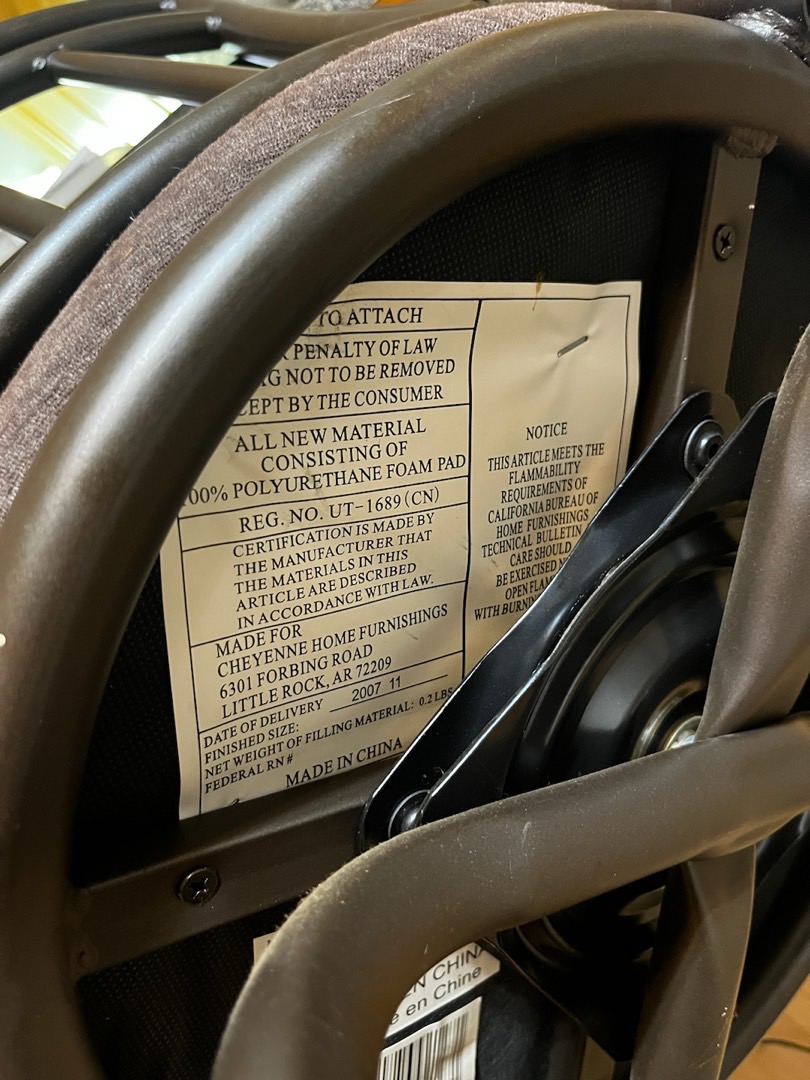 TO ATTACH
PENALTY OF LAW
NOT TO BE REMOVED
BY THE CONSUMER
ALL NEW MATERIAL
CONSISTING OF
00% POLYURETHANE FOAM PAD
REG. NO. UT-1689 (CN)
CERTIFICATION IS MADE BY
THE MANUFACTURER THAT
THE MATERIALS IN THIS
ARTICLE ARE DESCRIBED
IN ACCORDANCE WITH LAW.
MADE FOR
CHEYENNE HOME FURNISHINGS
6301 FORBING ROAD
LITTLE ROCK, AR 72209
DATE OF DELIVERY 2007 11
FINISHED SIZE:
NET WEIGHT OF FILLING MATERIAL: 0.2 LBS
FEDERAL RN#
MADE IN CHINA
NOTICE
THIS ARTICLE MEETS THE
FLAMMABILITY
REQUIREMENTS OF
CALIFORNIA BUREAU OF
HOME FURNISHINGS
TECHNICAL BULLETIN
CARE SHOULD
BE EXERCISED
OPEN
WITH
CHINA
en Chine